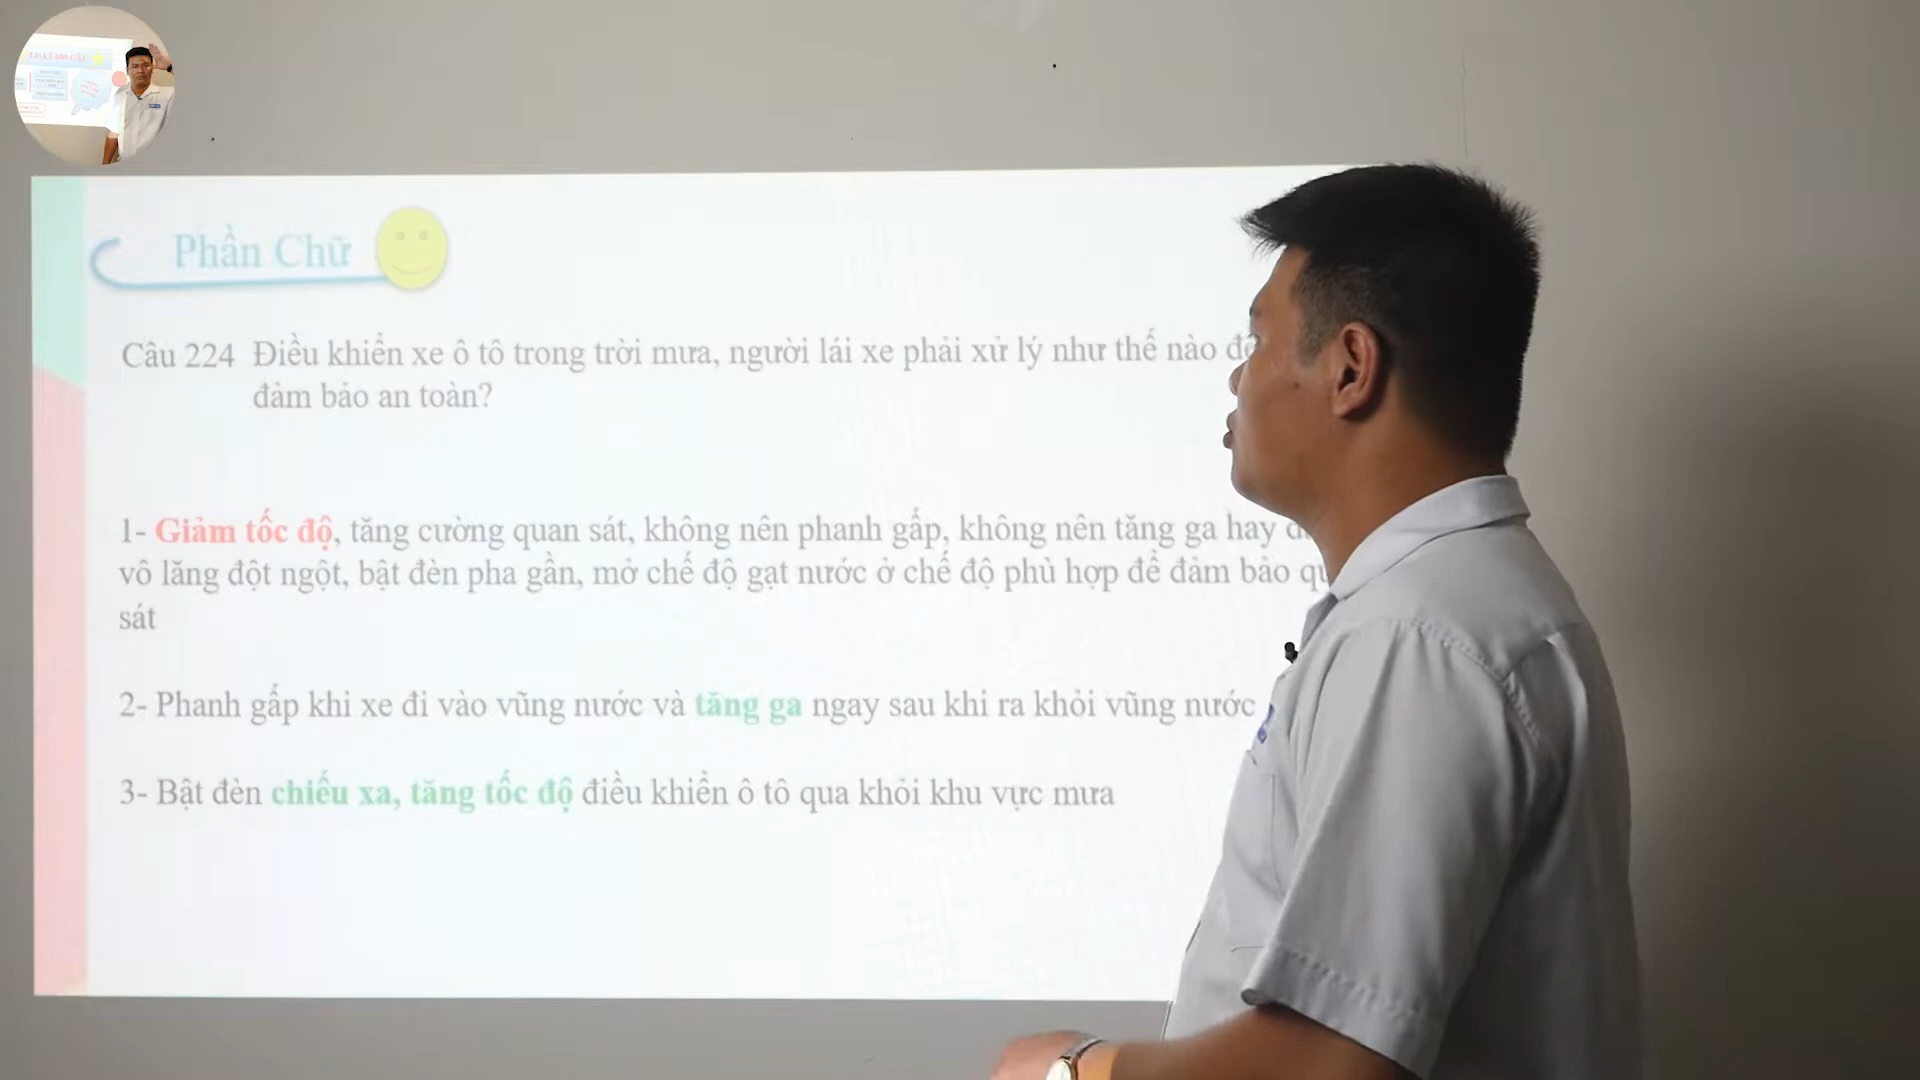 Phần Chữ
Câu 224 Điều khiển xe ô tô trong trời mưa, người lái xe phải xử lý như thế nào để
đảm bảo an toàn?
1- Giảm tốc độ, tăng cường quan sát, không nên phanh gấp, không nên tăng ga hay
vô lăng đột ngột, bật đèn pha gần, mở chế độ gạt nước ở chế độ phù hợp để đảm bảo
sát
2- Phanh gấp khi xe đi vào vũng nước và tăng ga ngay sau khi ra khỏi vũng nước
3- Bật đèn chiếu xa, tăng tốc độ điều khiển ô tô qua khỏi khu vực mưa